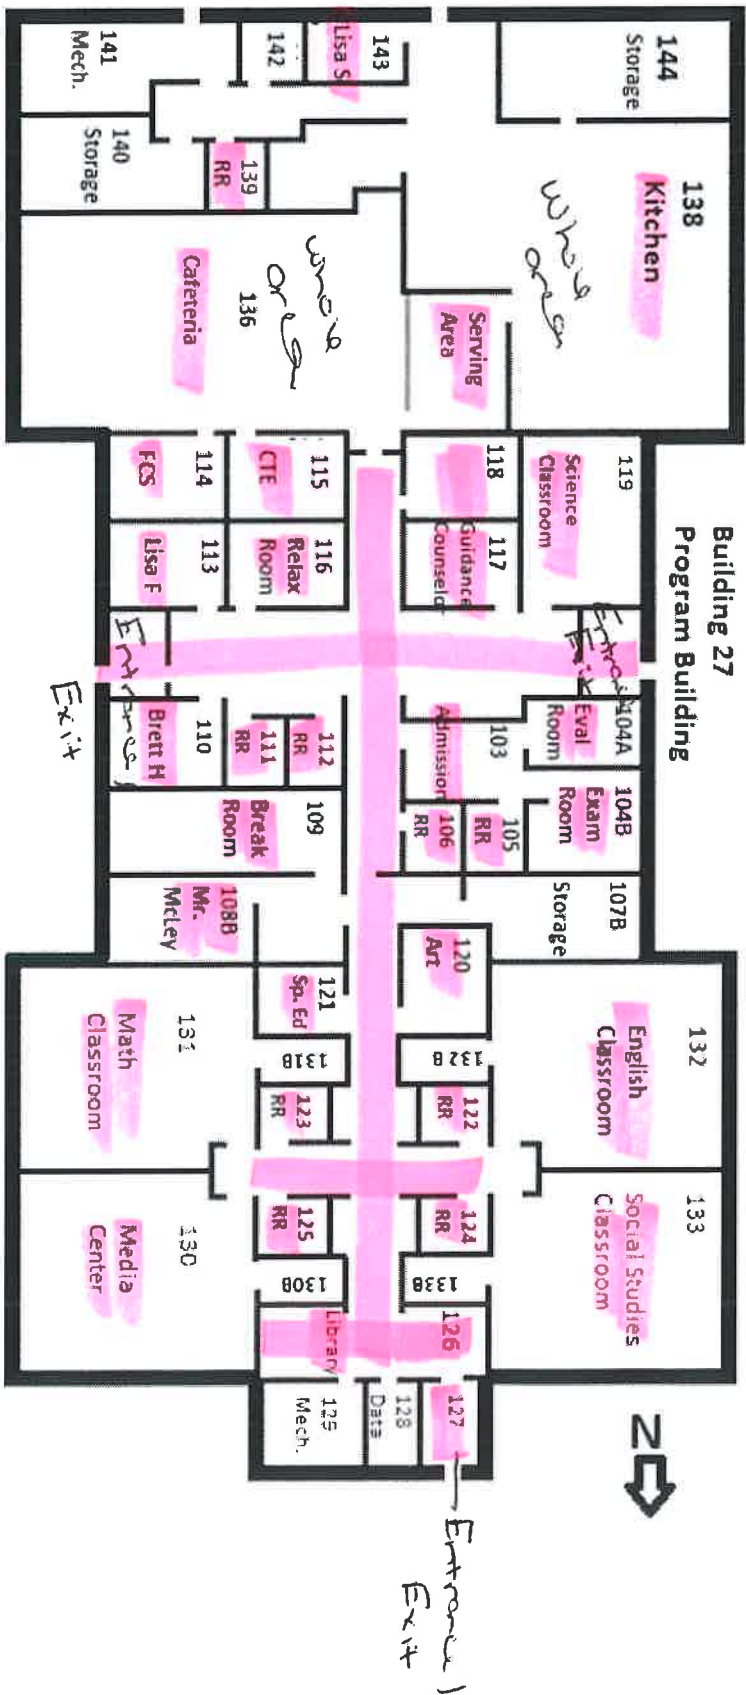 Building 27
Program Building
N
144
Storage
138
Kitchen
Whole
area
Serving
Area
143
Lisa S
142
141
Mech.
140
Storage
139
RR
Whole
area
136
Cafeteria
119
Science
Classroom
118
117
Guidance
Counselor
115
CTE
114
FCS
116
Relax
Room
113
Lisa F
Entrance
Exit
Entrance)
Exit
104A
Eval
Room
104B
Exam
Room
103
Admission
105
RR
106
RR
112
RR
111
RR
110
Brett H
109
Break
Room
107B
Storage
108B
Mr.
McLey
120
Art
121
Sp. Ed
132
English
Classroom
133
Social Studies
Classroom
132B
131B
122
RR
123
RR
124
RR
125
RR
133B
130B
131
Math
Classroom
130
Media
Center
126
Library
127
128
Data
129
Mech.
Entrance)
Exit